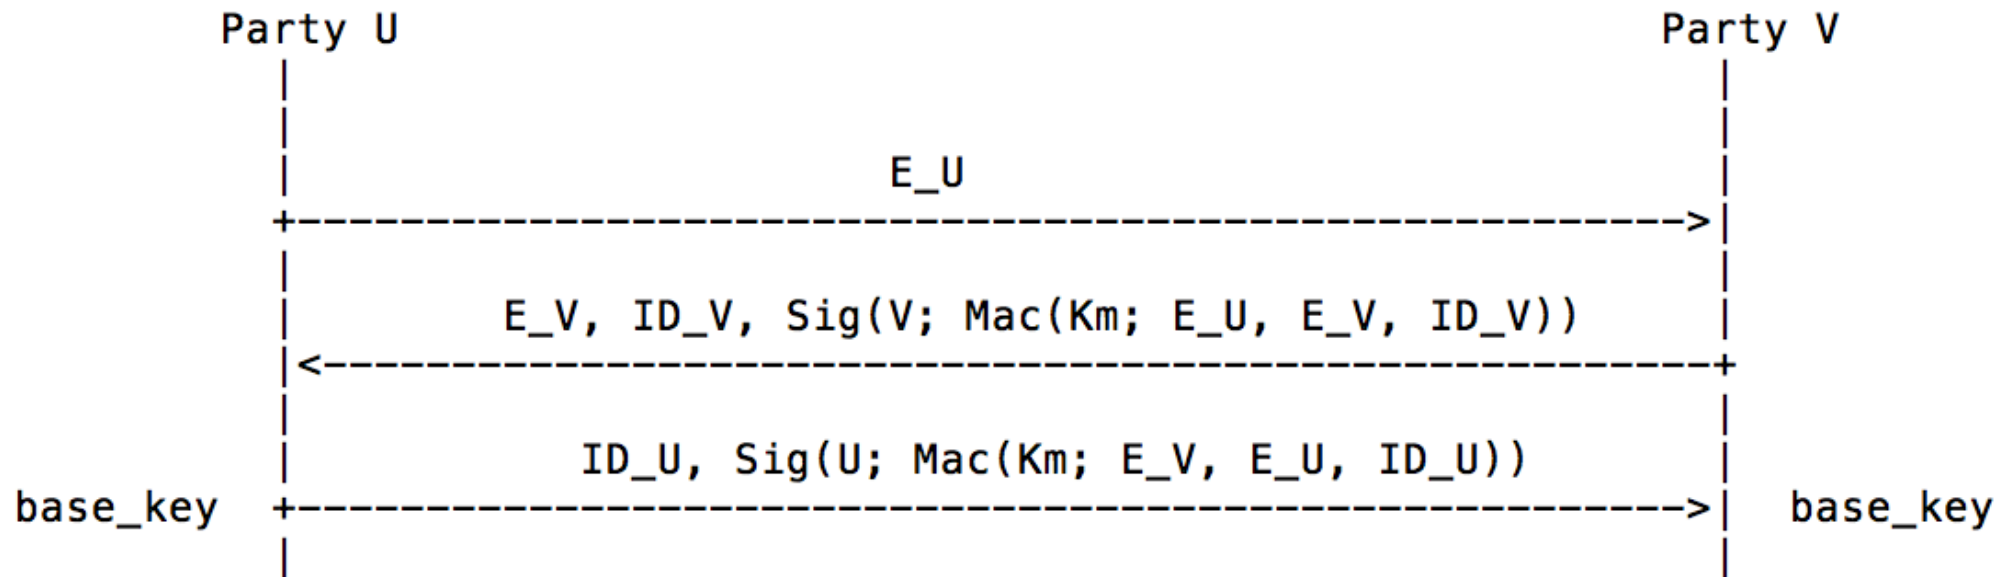 Party U Party V
E_U
E_V, ID_V, Sig(V; Mac(Km; E_U, E_V, ID_V))
ID_U, Sig(U; Mac(Km; E_V, E_U, ID_U))
base_key base_key